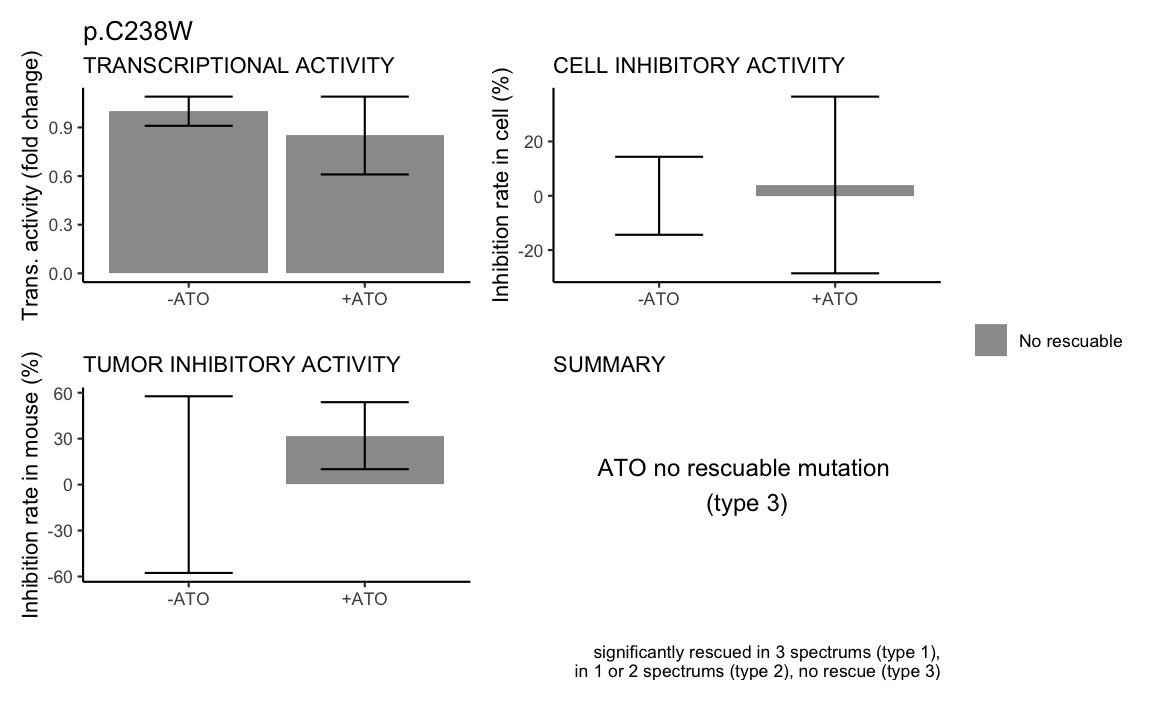 p.C238W
TRANSCRIPTIONAL ACTIVITY
Trans. activity (fold change)
0.9
0.6
0.3
0.0
-ATO
+ATO
CELL INHIBITORY ACTIVITY
Inhibition rate in cell (%)
20
0
-20
-ATO
+ATO
No rescuable
TUMOR INHIBITORY ACTIVITY
Inhibition rate in mouse (%)
60
30
0
-30
-60
-ATO
+ATO
SUMMARY
ATO no rescuable mutation
(type 3)
significantly rescued in 3 spectrums (type 1),
in 1 or 2 spectrums (type 2), no rescue (type 3)